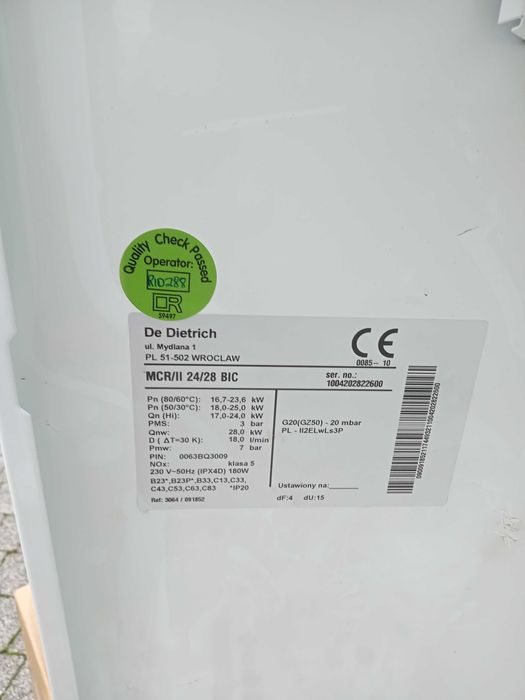 Quality Check Passed
Operator:
R10288
59497
De Dietrich
ul. Mydlana 1
PL 51-502 WROCLAW
CE
0085- 10
MCR/II 24/28 BIC
ser. no.:
1004202822600
Pn (80/60°C): 16,7-23,6 kW
Pn (50/30°C): 18,0-25,0 kW
Qn (Hi): 17,0-24,0 kW
PMS: 3 bar
Qnw: 28,0 kW
D ( ΔT=30 K): 18,0 l/min
Pmw: 7 bar
PIN: 0063BQ3009
NOx: klasa 5
230 V~50Hz (IPX4D) 180W
B23*,B23P*,B33,C13,C33,
C43,C53,C63,C83 *IP20
Ref: 3064 / 091852
G20(GZ50) - 20 mbar
PL - II2ELwLs3P
Ustawiony na:______
dF:4 dU:15